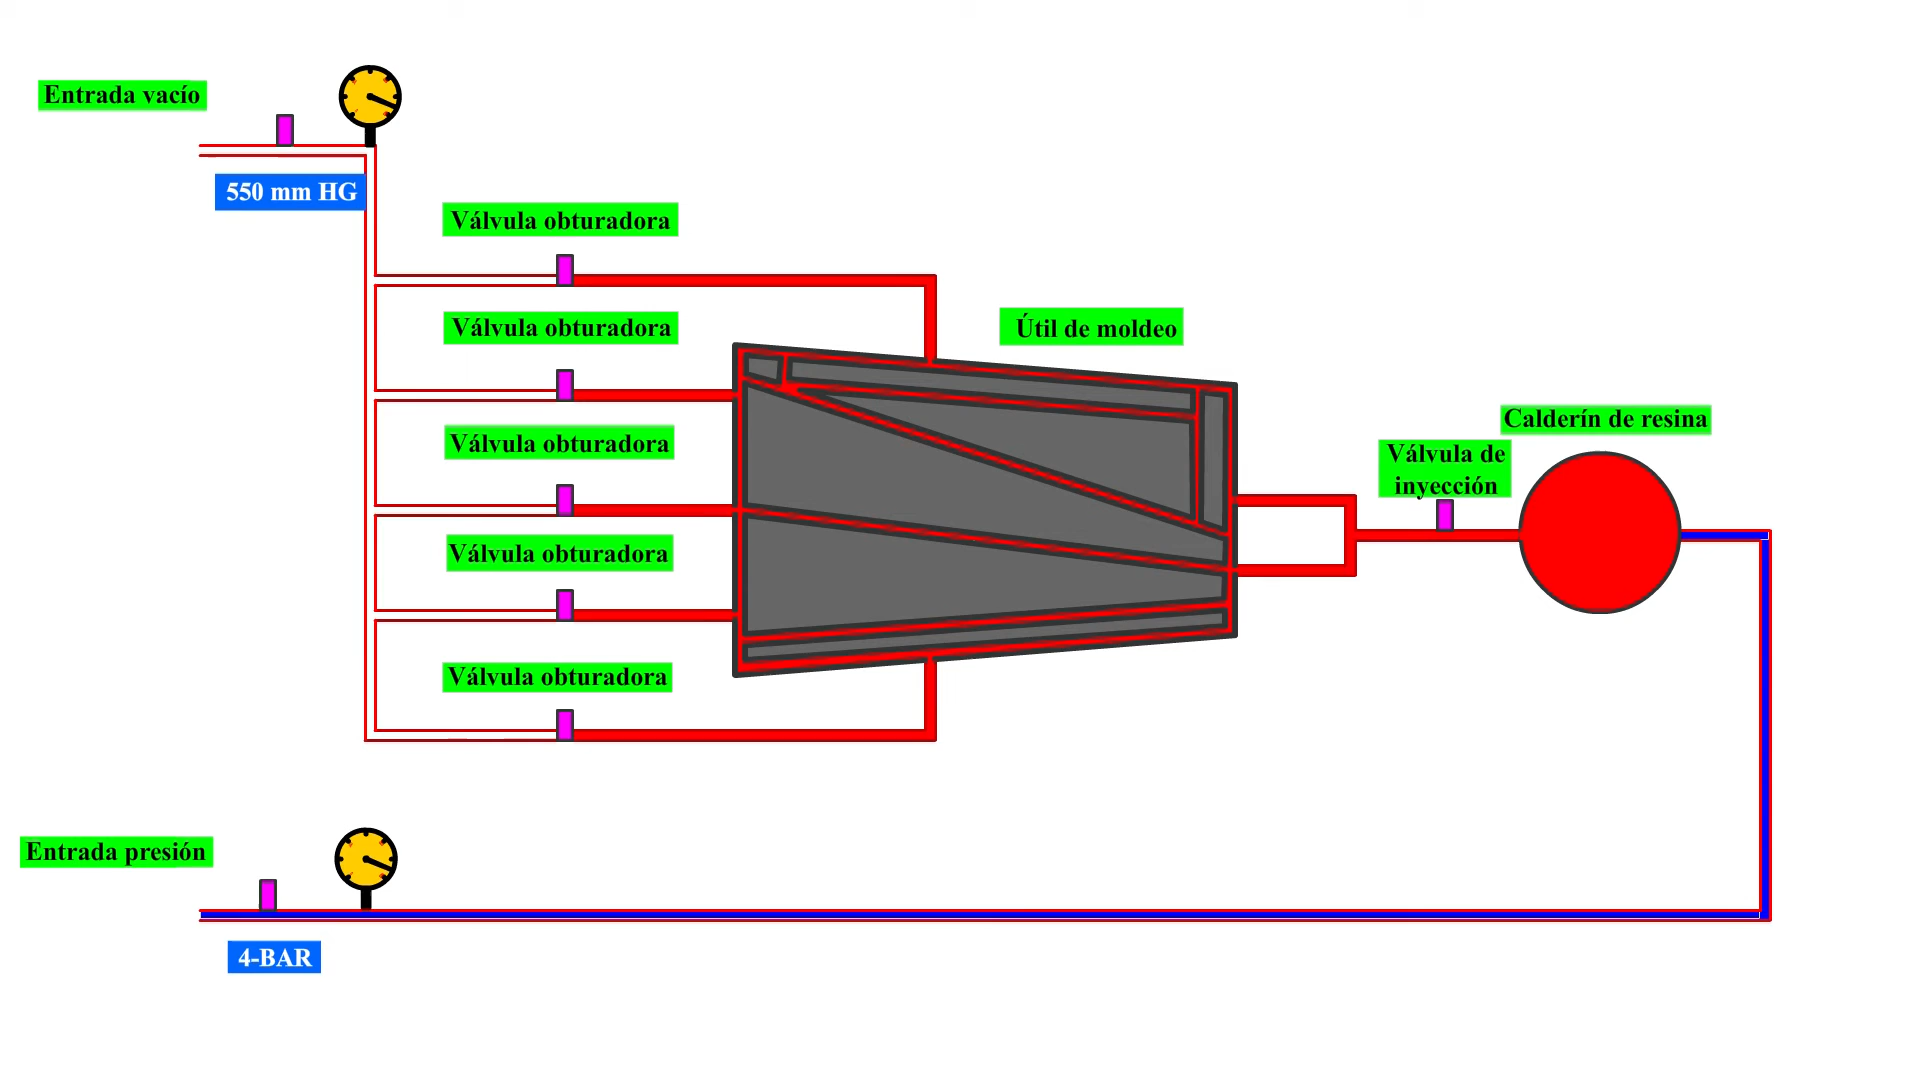 Entrada vacío
550 mm HG
Válvula obturadora
Válvula obturadora
Útil de moldeo
Válvula obturadora
Calderín de resina
Válvula de
inyección
Válvula obturadora
Válvula obturadora
Entrada presión
4-BAR